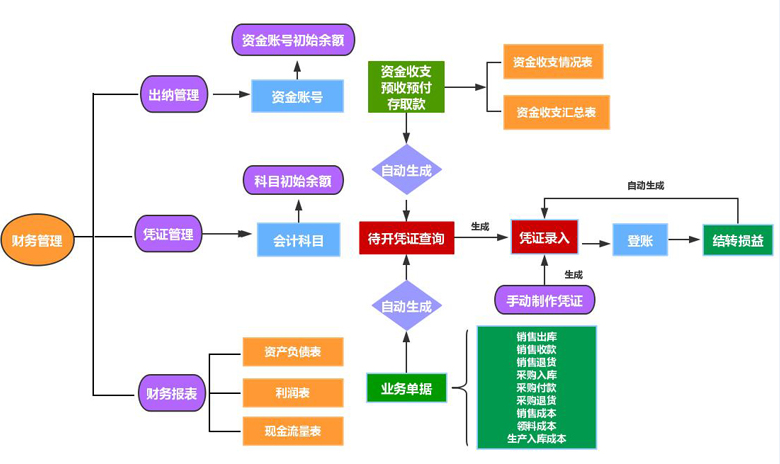 资金账号初始余额
出纳管理
资金账号
资金收支
预收预付
存取款
资金收支情况表
资金收支汇总表
自动生成
科目初始余额
财务管理
凭证管理
会计科目
待开凭证查询
生成
凭证录入
登账
结转损益
自动生成
生成
手动制作凭证
自动生成
财务报表
资产负债表
利润表
现金流量表
业务单据
销售出库
销售收款
销售退货
采购入库
采购付款
采购退货
销售成本
领料成本
生产入库成本